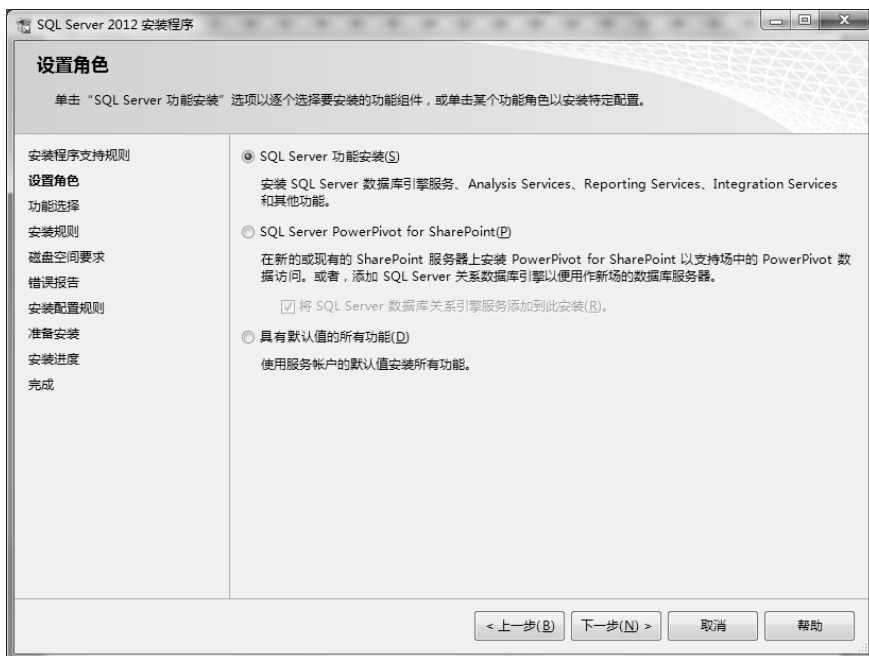 SQL Server 2012 安装程序
设置角色
单击“SQL Server 功能安装”选项以逐个选择要安装的功能组件，或单击某个功能角色以安装特定配置。
安装程序支持规则
设置角色
功能选择
安装规则
磁盘空间要求
错误报告
安装配置规则
准备安装
安装进度
完成
SQL Server 功能安装(S)
安装 SQL Server 数据库引擎服务、Analysis Services、Reporting Services、Integration Services
和其他功能。
SQL Server PowerPivot for SharePoint(P)
在新的或现有的 SharePoint 服务器上安装 PowerPivot for SharePoint 以支持场中的 PowerPivot 数
据访问。或者，添加 SQL Server 关系数据库引擎以便用作新场的数据库服务器。
将 SQL Server 数据库关系引擎服务添加到此安装(R)。
具有默认值的所有功能(D)
使用服务帐户的默认值安装所有功能。
< 上一步(B)
下一步(N) >
取消
帮助